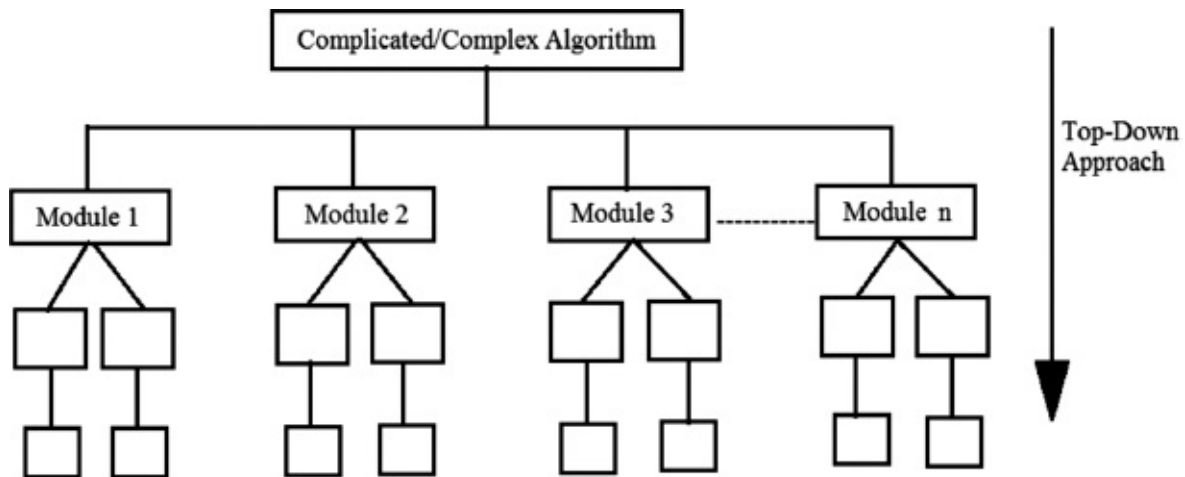 Complicated/Complex Algorithm
Top-Down
Approach
Module 1
Module 2
Module 3
Module n